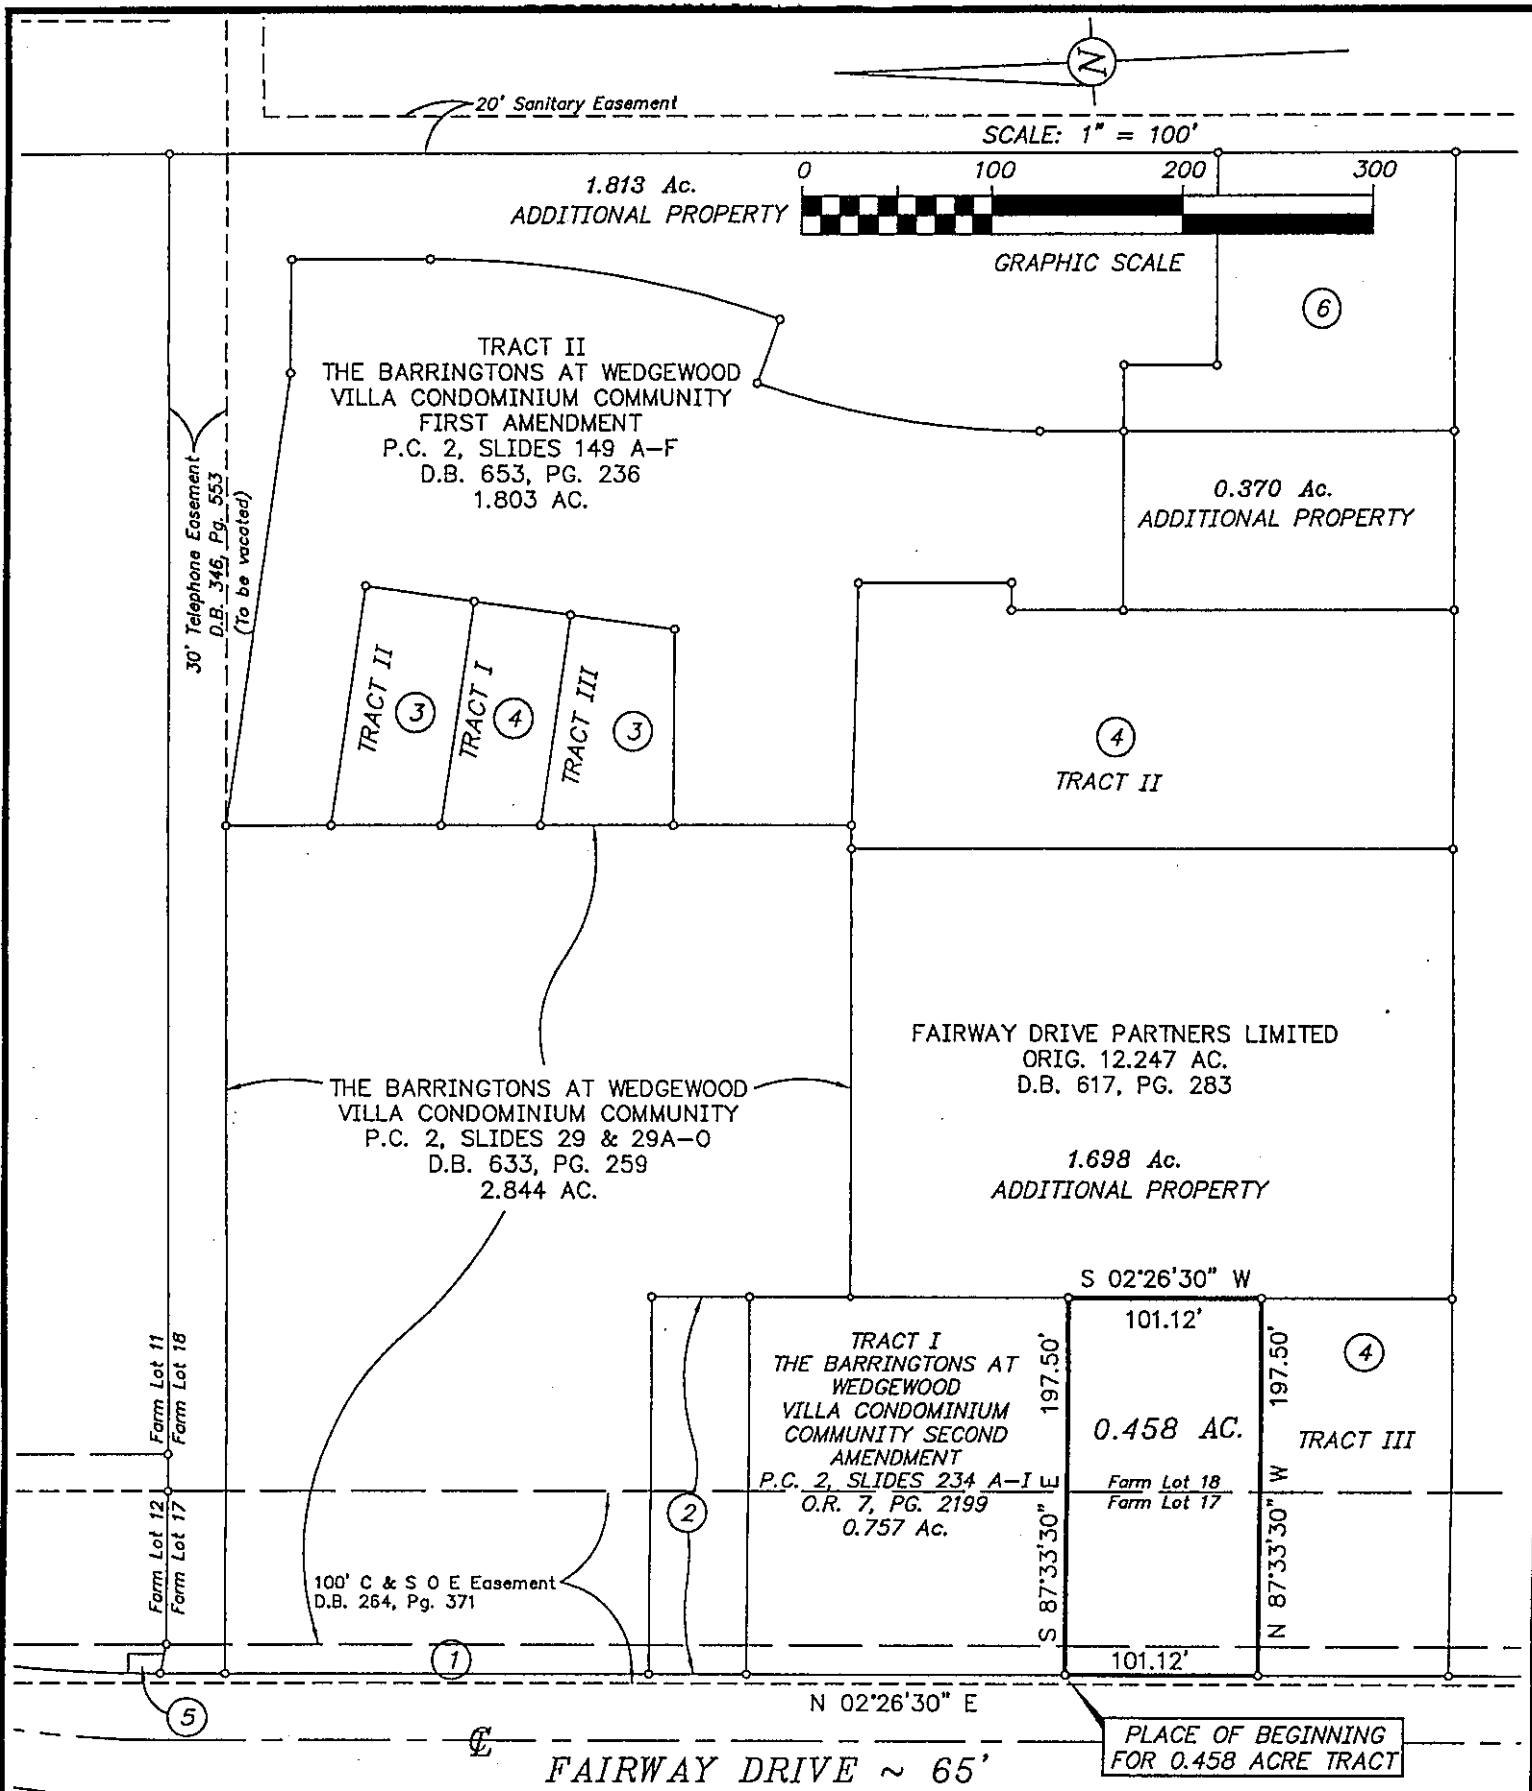 N
20' Sanitary Easement
SCALE: 1" = 100'
0 100 200 300
GRAPHIC SCALE
1.813 Ac.
ADDITIONAL PROPERTY
6
TRACT II
THE BARRINGTONS AT WEDGEWOOD
VILLA CONDOMINIUM COMMUNITY
FIRST AMENDMENT
P.C. 2, SLIDES 149 A-F
D.B. 653, PG. 236
1.803 AC.
30' Telephone Easement
D.B. 346, Pg. 553
(To be vacated)
0.370 Ac.
ADDITIONAL PROPERTY
TRACT II
3
TRACT I
4
TRACT III
3
4
TRACT II
FAIRWAY DRIVE PARTNERS LIMITED
ORIG. 12.247 AC.
D.B. 617, PG. 283
1.698 Ac.
ADDITIONAL PROPERTY
THE BARRINGTONS AT WEDGEWOOD
VILLA CONDOMINIUM COMMUNITY
P.C. 2, SLIDES 29 & 29A-O
D.B. 633, PG. 259
2.844 AC.
S 02°26'30" W
101.12'
TRACT I
THE BARRINGTONS AT
WEDGEWOOD
VILLA CONDOMINIUM
COMMUNITY SECOND
AMENDMENT
P.C. 2, SLIDES 234 A-I
O.R. 7, PG. 2199
0.757 Ac.
S 87°33'30" E 197.50'
0.458 AC.
Farm Lot 18
Farm Lot 17
N 87°33'30" W 197.50'
4
TRACT III
Farm Lot 11
Farm Lot 18
Farm Lot 12
Farm Lot 17
2
100' C & S O E Easement
D.B. 264, Pg. 371
1
5
101.12'
N 02°26'30" E
PLACE OF BEGINNING
FOR 0.458 ACRE TRACT
℄
FAIRWAY DRIVE ~ 65'